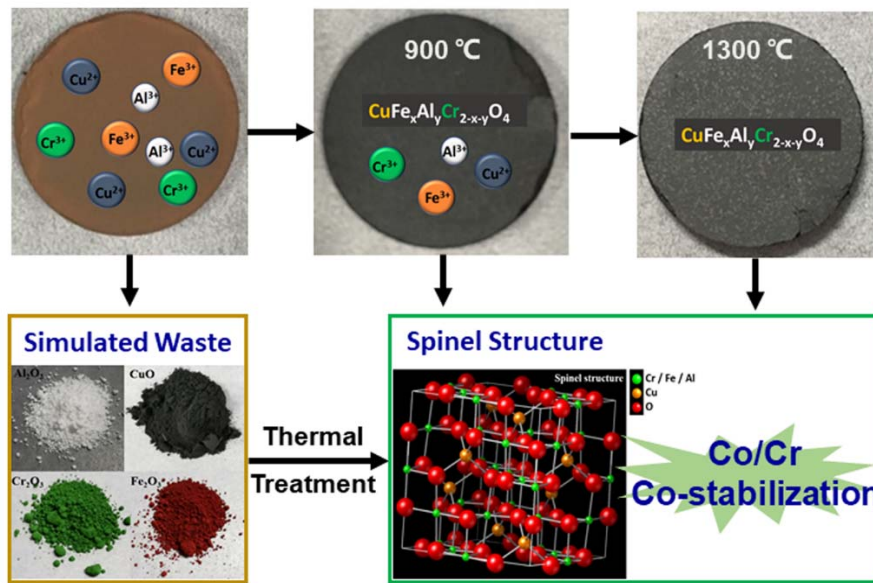 Cu²⁺
Fe³⁺
Al³⁺
Cr³⁺
Fe³⁺
Al³⁺
Cu²⁺
Cu²⁺
Cr³⁺
900 ℃
CuFeₓAlᵧCr₂₋ₓ₋ᵧO₄
Cr³⁺
Al³⁺
Cu²⁺
Fe³⁺
1300 ℃
CuFeₓAlᵧCr₂₋ₓ₋ᵧO₄
Simulated Waste
Al₂O₃
CuO
Cr₂O₃
Fe₂O₃
Thermal
Treatment
Spinel Structure
Spinel structure
Cr / Fe / Al
Cu
O
Co/Cr
Co-stabilization